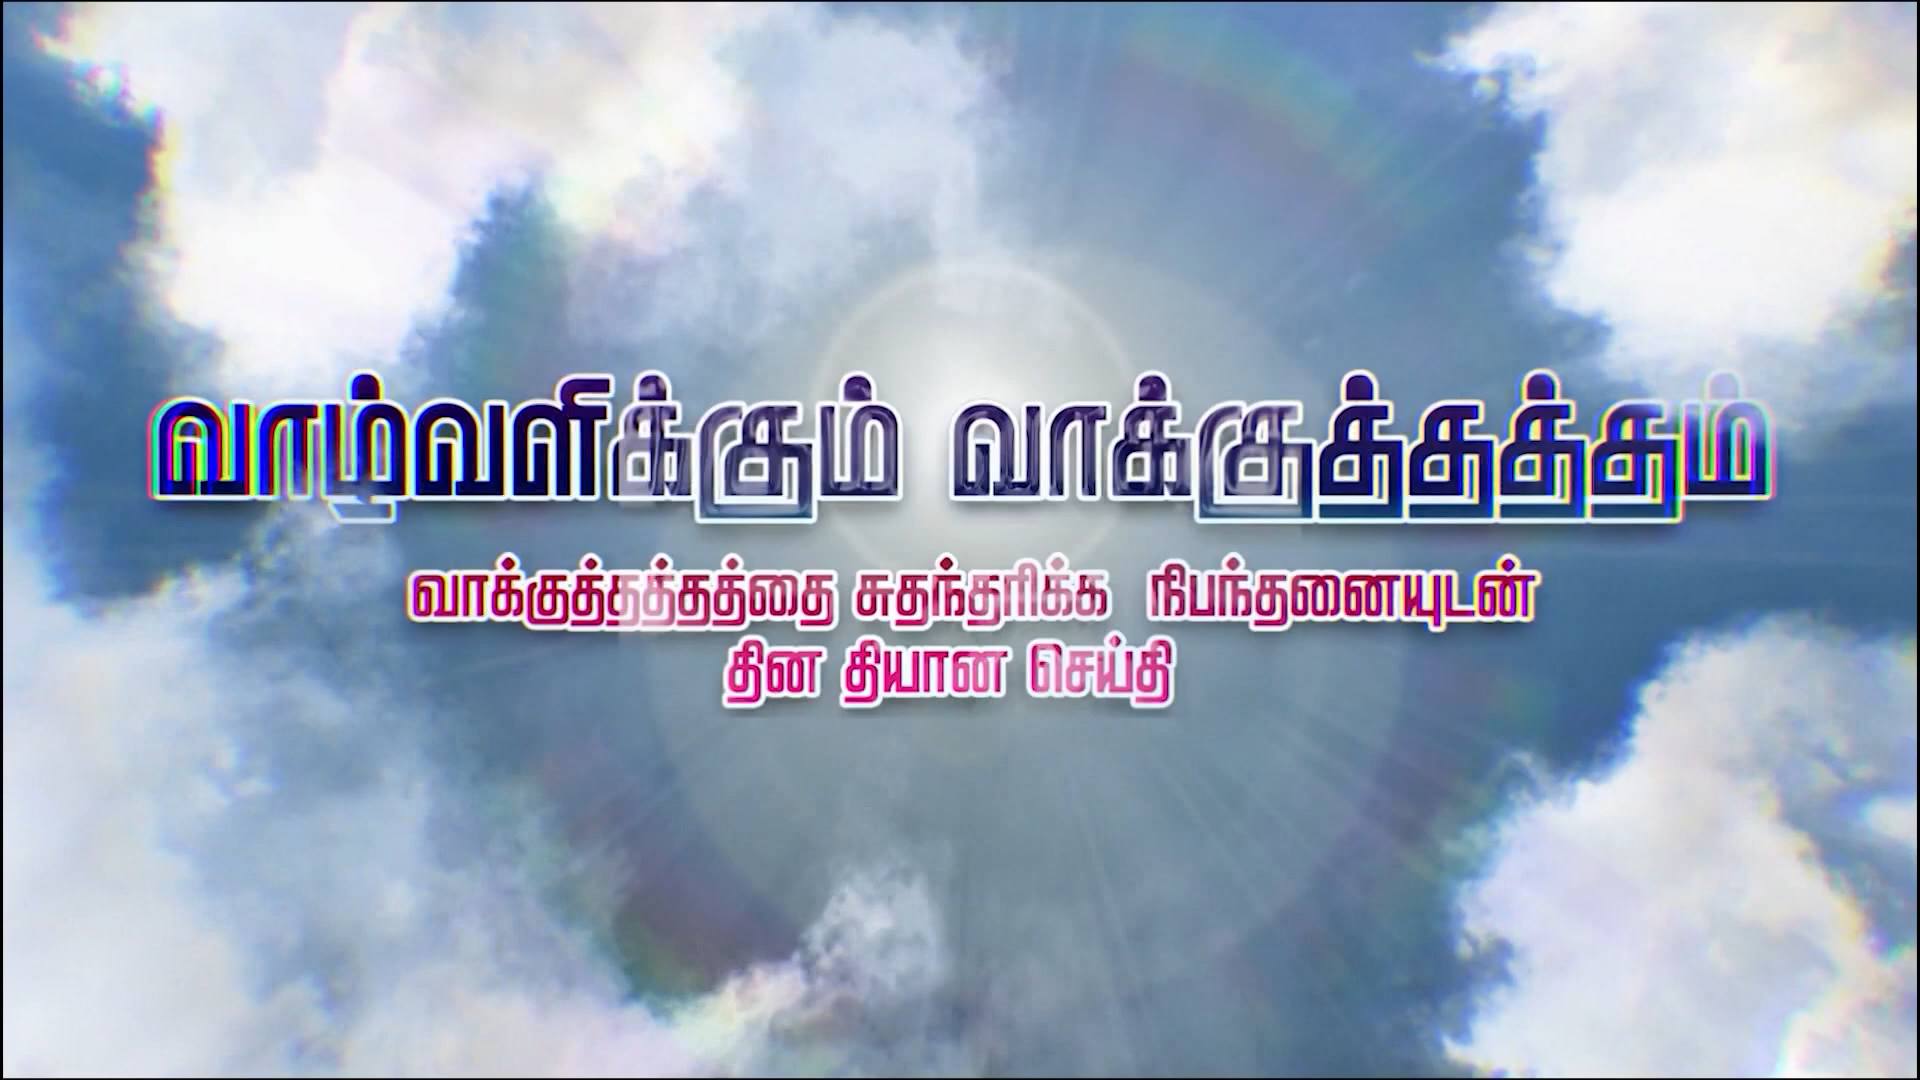 வாழ்வளிக்கும் வாக்குத்தத்தம்
வாக்குத்தத்தத்தை சுதந்தரிக்க நிபந்தனையுடன்
தின தியான செய்தி